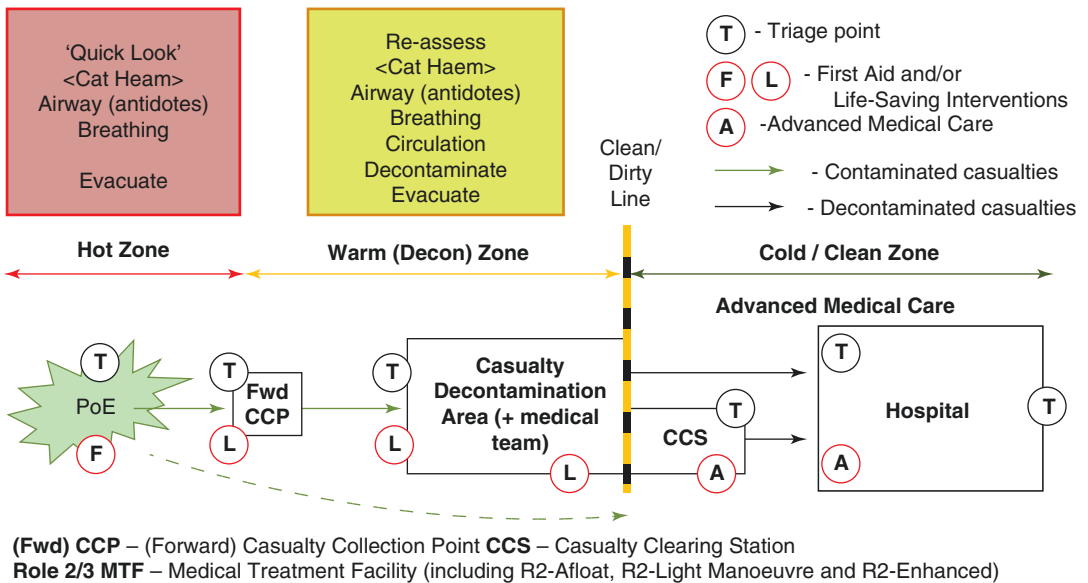 ‘Quick Look’
<Cat Heam>
Airway (antidotes)
Breathing
Evacuate
Re-assess
<Cat Haem>
Airway (antidotes)
Breathing
Circulation
Decontaminate
Evacuate
Clean/
Dirty
Line
T - Triage point
F L - First Aid and/or
Life-Saving Interventions
A -Advanced Medical Care
- Contaminated casualties
- Decontaminated casualties
Hot Zone
Warm (Decon) Zone
Cold / Clean Zone
Advanced Medical Care
T
PoE
F
T
Fwd
CCP
L
T
Casualty
Decontamination
Area (+ medical
team)
L
L
T
CCS
A
T
Hospital
T
A
(Fwd) CCP – (Forward) Casualty Collection Point CCS – Casualty Clearing Station
Role 2/3 MTF – Medical Treatment Facility (including R2-Afloat, R2-Light Manoeuvre and R2-Enhanced)